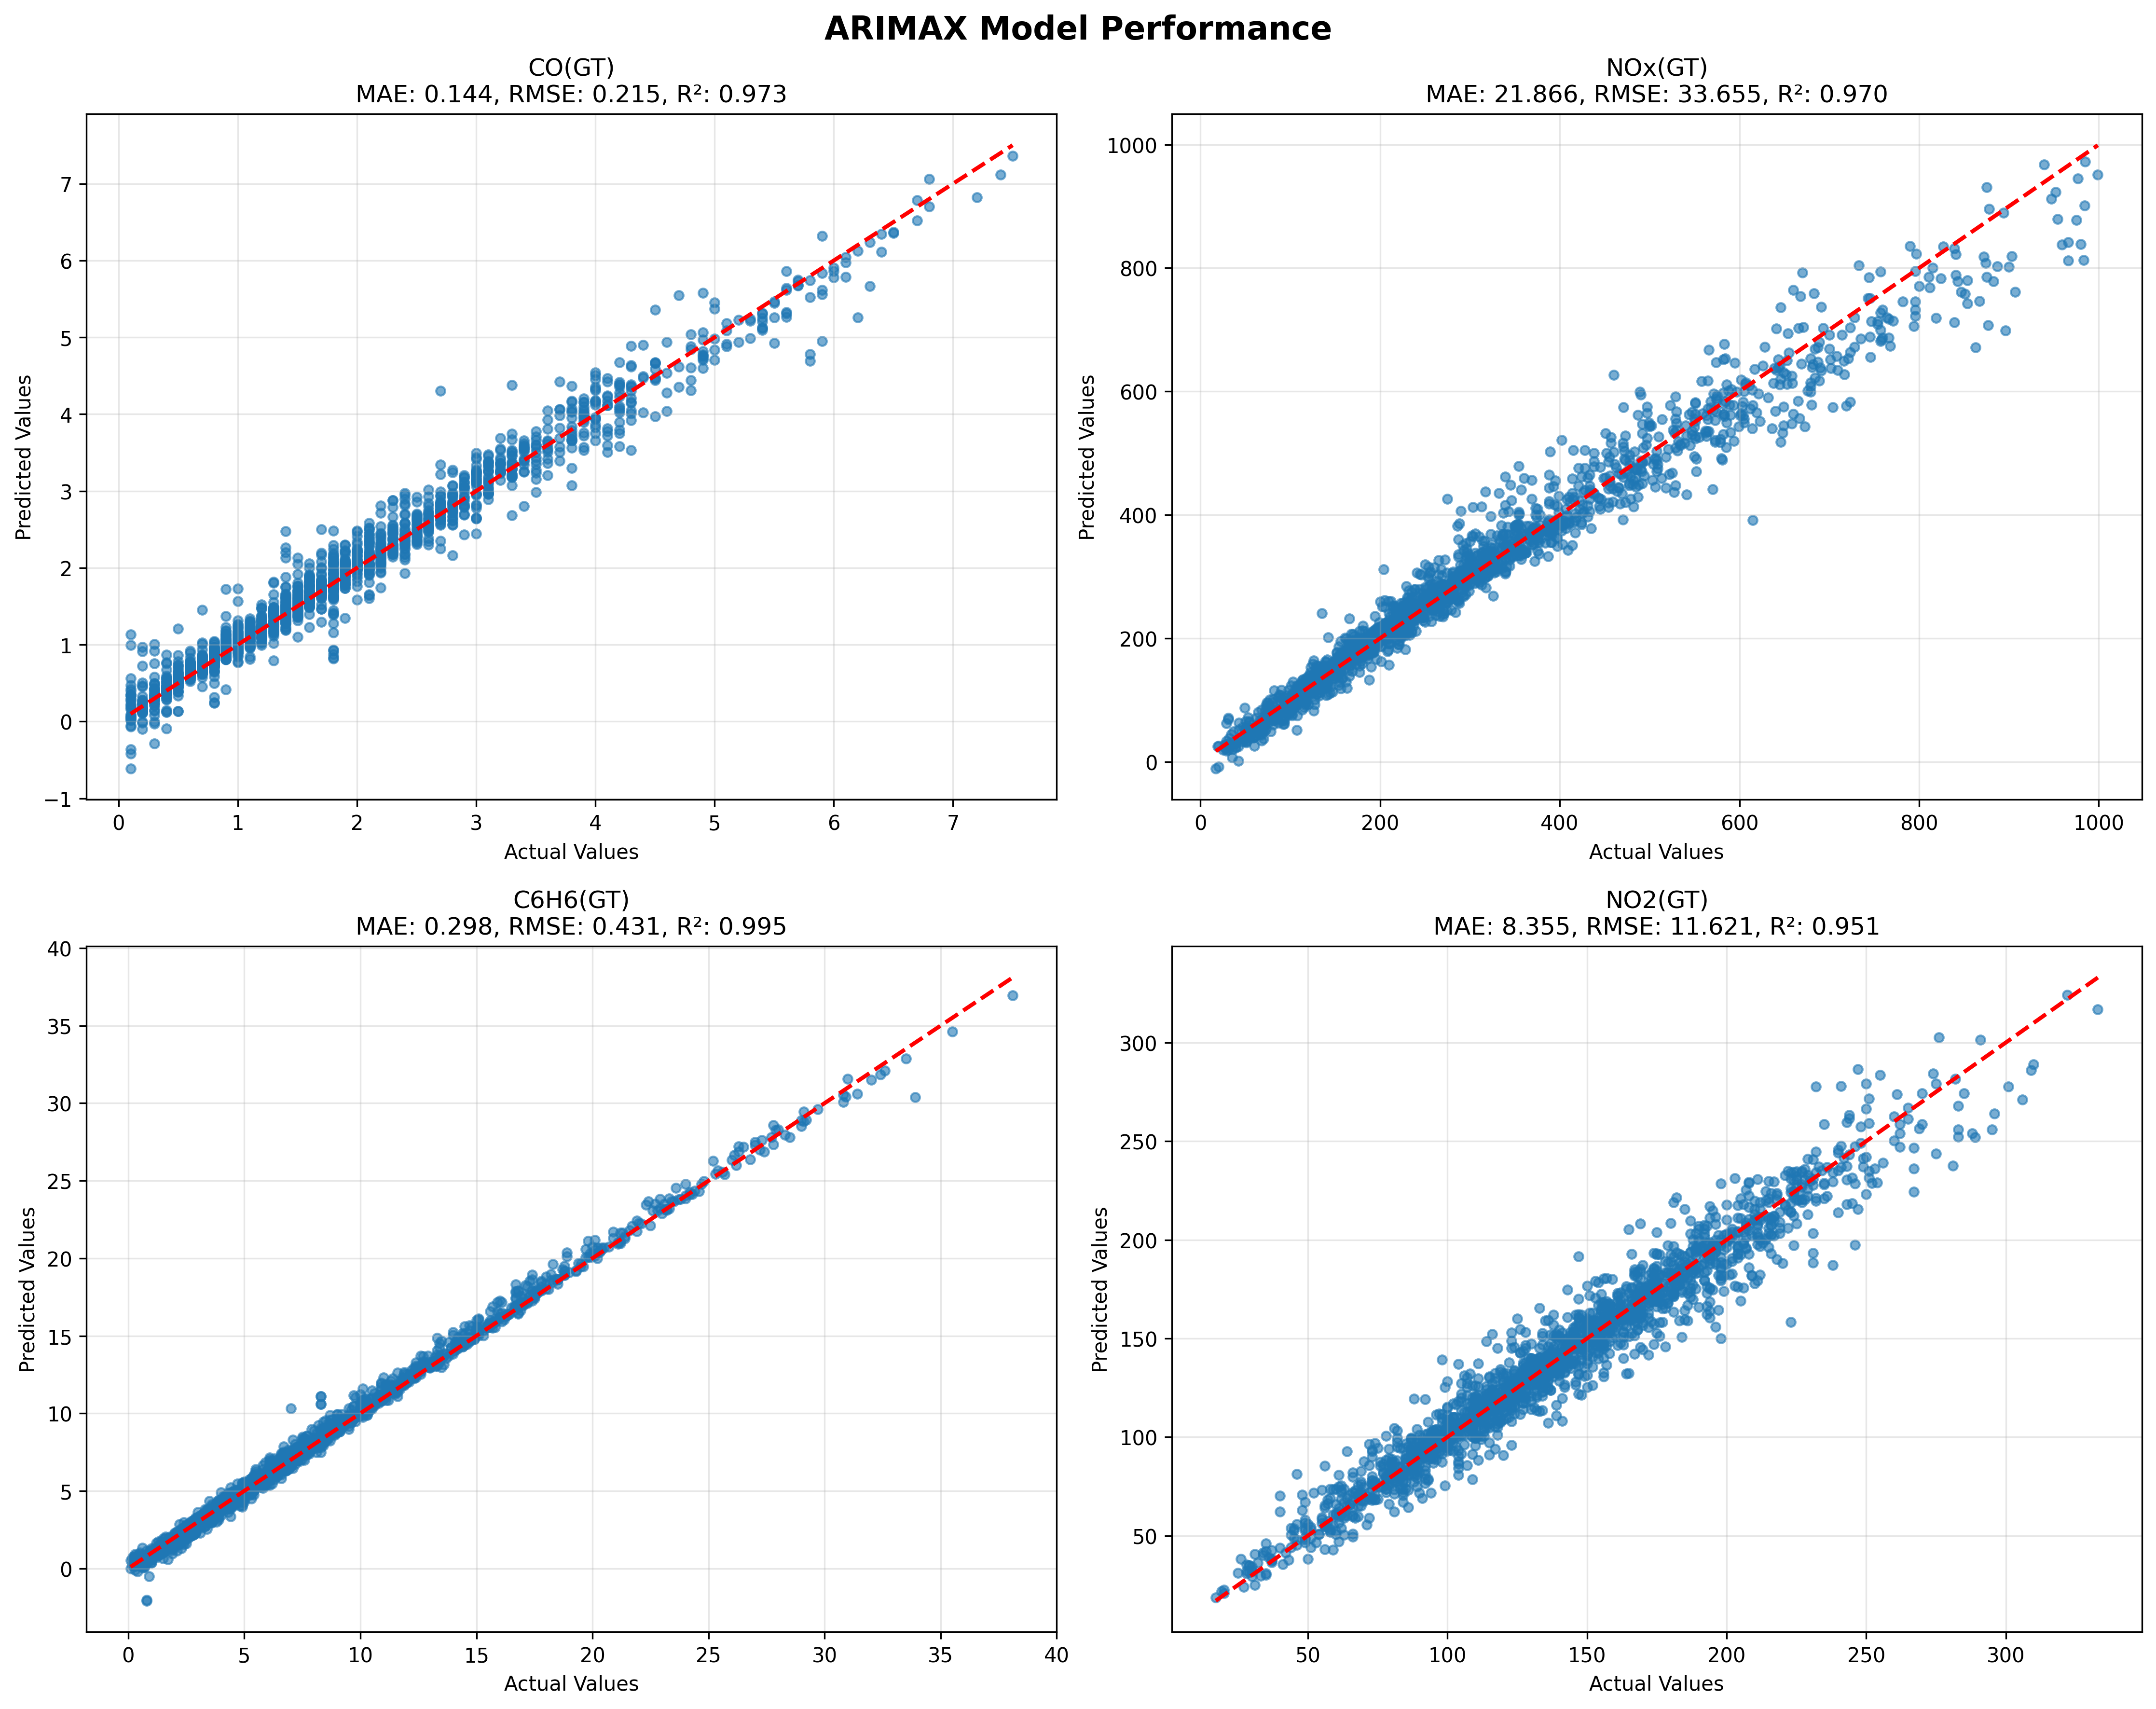 ARIMAX Model Performance
CO(GT)
MAE: 0.144, RMSE: 0.215, R²: 0.973
7
6
5
4
3
2
1
0
−1
Predicted Values
0 1 2 3 4 5 6 7
Actual Values
NOx(GT)
MAE: 21.866, RMSE: 33.655, R²: 0.970
1000
800
600
400
200
0
Predicted Values
0 200 400 600 800 1000
Actual Values
C6H6(GT)
MAE: 0.298, RMSE: 0.431, R²: 0.995
40
35
30
25
20
15
10
5
0
Predicted Values
0 5 10 15 20 25 30 35 40
Actual Values
NO2(GT)
MAE: 8.355, RMSE: 11.621, R²: 0.951
300
250
200
150
100
50
Predicted Values
50 100 150 200 250 300
Actual Values